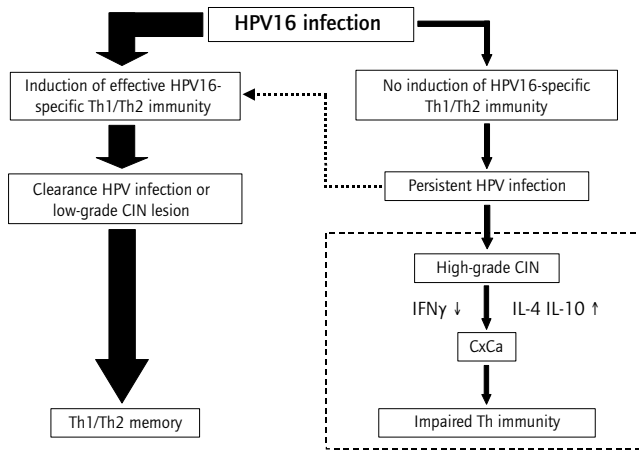 HPV16 infection
Induction of effective HPV16-
specific Th1/Th2 immunity
No induction of HPV16-specific
Th1/Th2 immunity
Clearance HPV infection or
low-grade CIN lesion
Persistent HPV infection
High-grade CIN
IFNγ ↓ IL-4 IL-10 ↑
CxCa
Th1/Th2 memory
Impaired Th immunity